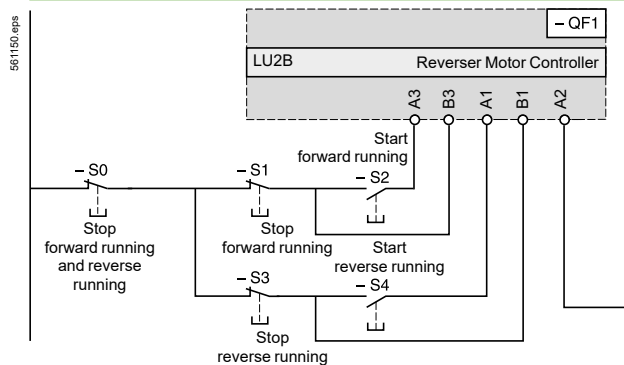 561150.eps
– QF1
LU2B
Reverser Motor Controller
A3
B3
A1
B1
A2
Start
forward running
– S0
– S1
– S2
Stop
forward running
and reverse
running
Stop
forward running
Start
reverse running
– S3
– S4
Stop
reverse running